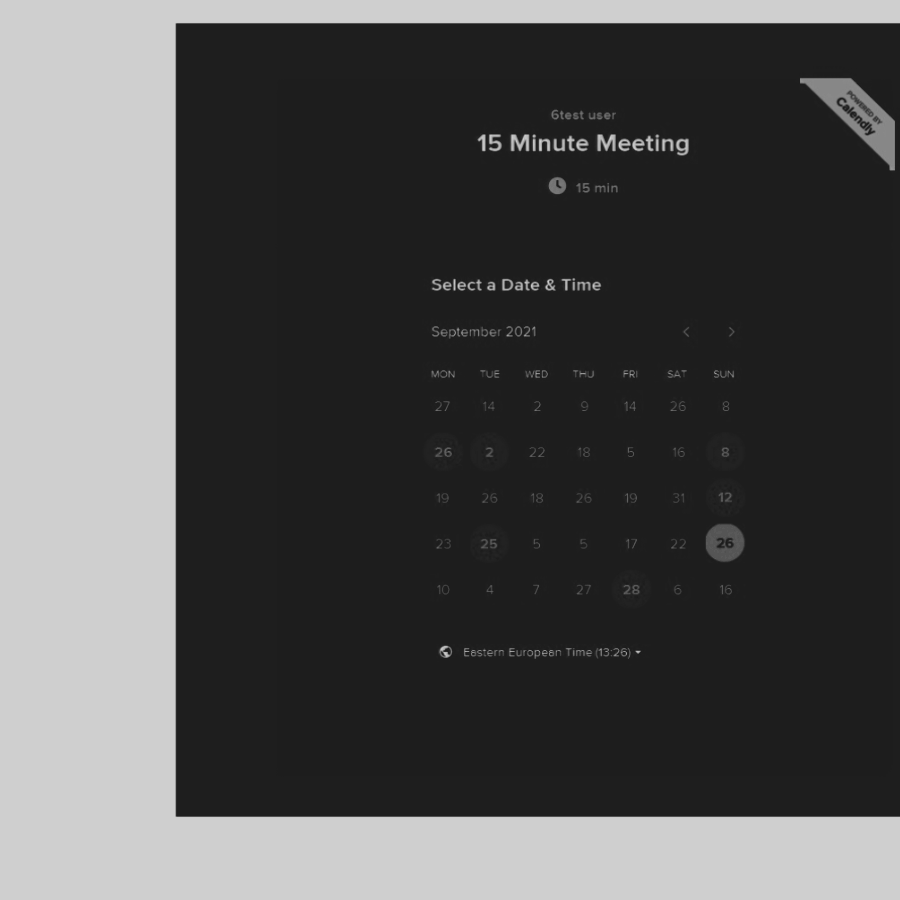 POWERED BY
Calendly
6test user
15 Minute Meeting
15 min
Select a Date & Time
September 2021
MON TUE WED THU FRI SAT SUN
27 14 2 9 14 26 8
26 2 22 18 5 16 8
19 26 18 26 19 31 12
23 25 5 5 17 22 26
10 4 7 27 28 6 16
Eastern European Time (13:26)